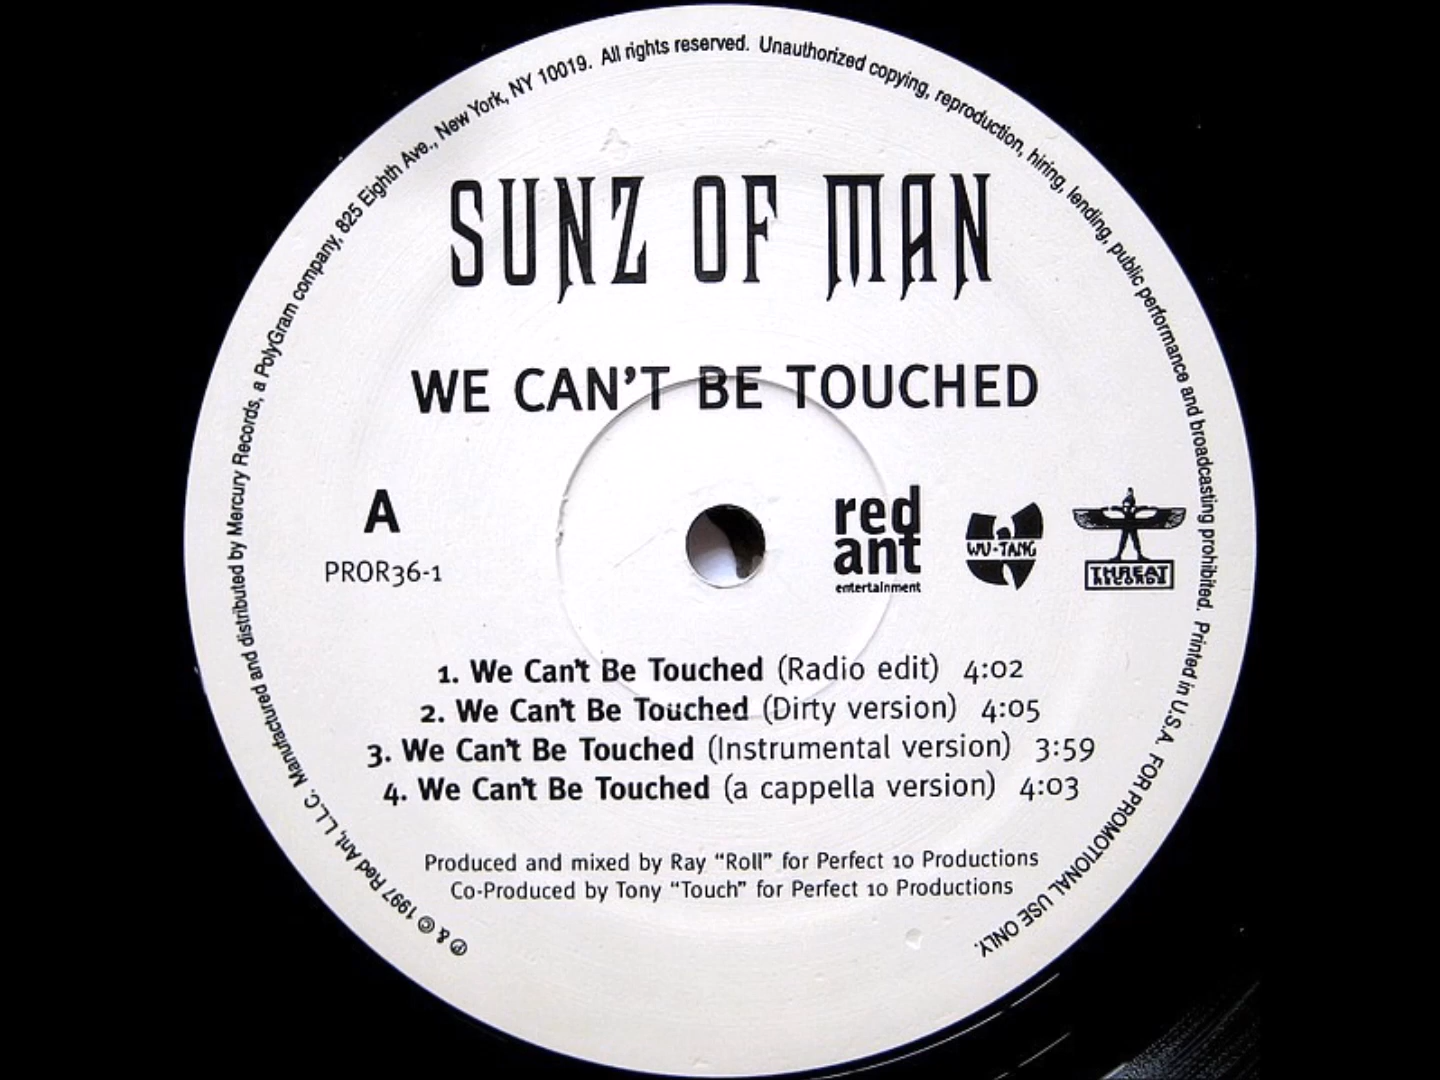 SUNZ OF MAN
WE CAN'T BE TOUCHED
A
PROR36-1
red
ant
entertainment
WU-TANG
THREAT
RECORDS
1. We Can't Be Touched (Radio edit) 4:02
2. We Can't Be Touched (Dirty version) 4:05
3. We Can't Be Touched (Instrumental version) 3:59
4. We Can't Be Touched (a cappella version) 4:03
Produced and mixed by Ray “Roll” for Perfect 10 Productions
Co-Produced by Tony “Touch” for Perfect 10 Productions
℗ & © 1997 Red Ant, L.L.C. Manufactured and distributed by Mercury Records, a PolyGram company, 825 Eighth Ave., New York, NY 10019. All rights reserved. Unauthorized copying, reproduction, hiring, lending, public performance and broadcasting prohibited. Printed in U.S.A. FOR PROMOTIONAL USE ONLY.